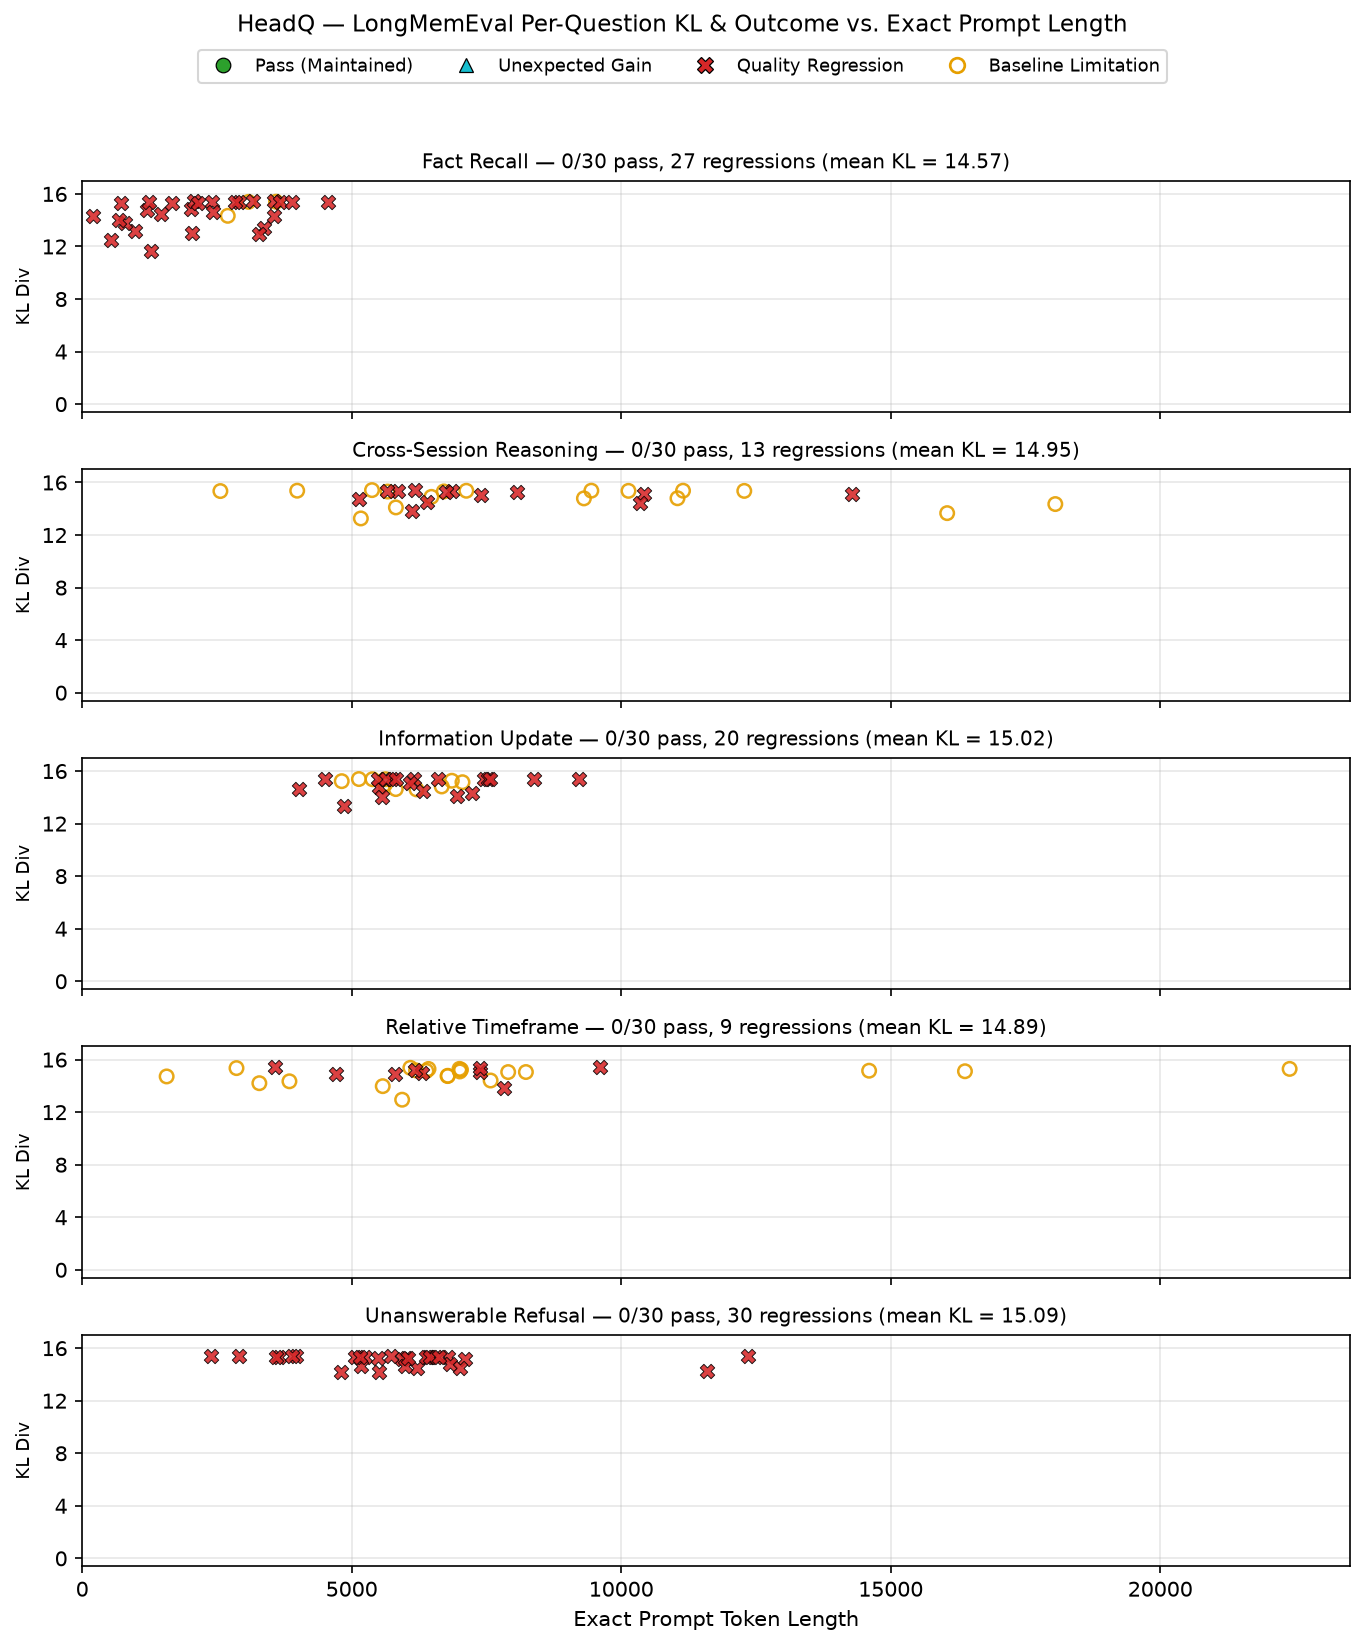 HeadQ — LongMemEval Per-Question KL & Outcome vs. Exact Prompt Length
Pass (Maintained) Unexpected Gain Quality Regression Baseline Limitation
Fact Recall — 0/30 pass, 27 regressions (mean KL = 14.57)
16
12
8
4
0
KL Div
Cross-Session Reasoning — 0/30 pass, 13 regressions (mean KL = 14.95)
16
12
8
4
0
KL Div
Information Update — 0/30 pass, 20 regressions (mean KL = 15.02)
16
12
8
4
0
KL Div
Relative Timeframe — 0/30 pass, 9 regressions (mean KL = 14.89)
16
12
8
4
0
KL Div
Unanswerable Refusal — 0/30 pass, 30 regressions (mean KL = 15.09)
16
12
8
4
0
KL Div
0 5000 10000 15000 20000
Exact Prompt Token Length